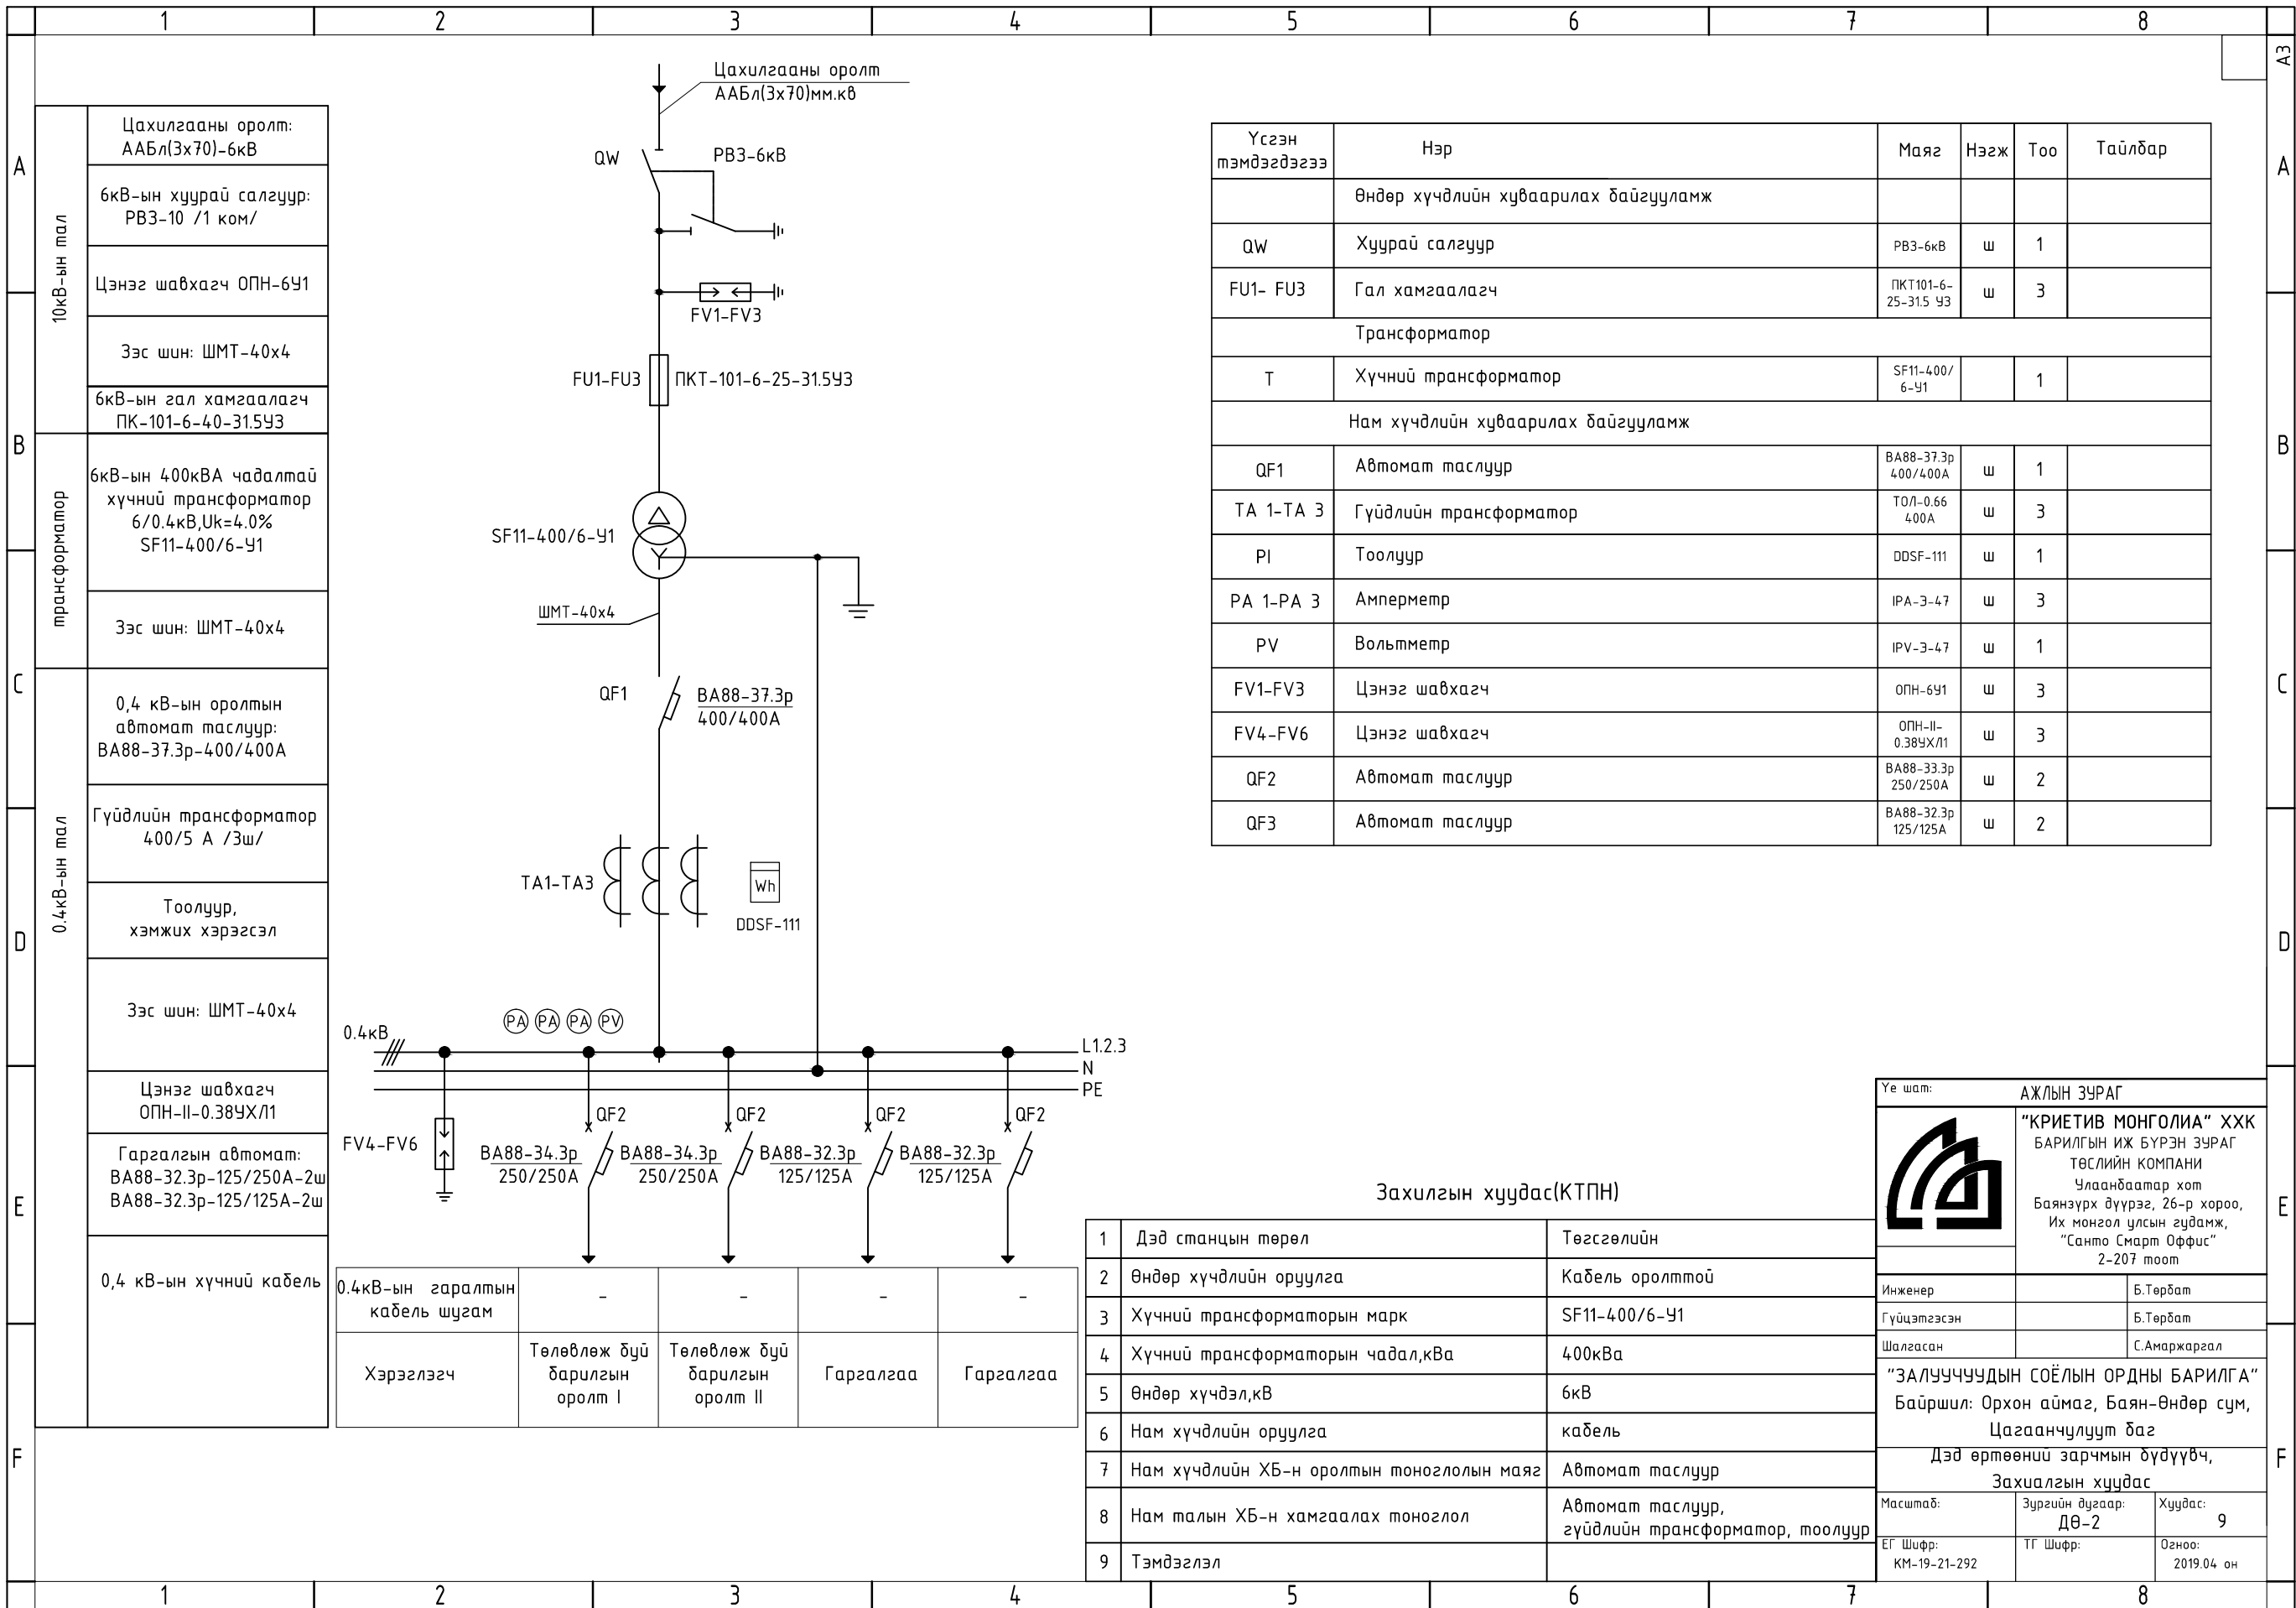 1 2 3 4 5 6 7 8
А3
A
B
C
D
E
F
10кВ-ын тал
Цахилгааны оролт:
ААБл(3х70)-6кВ
6кВ-ын хуурай салгуур:
РВЗ-10 /1 ком/
Цэнэг шавхагч ОПН-6У1
Зэс шин: ШМТ-40х4
6кВ-ын гал хамгаалагч
ПК-101-6-40-31.5У3
трансформатор
6кВ-ын 400кВА чадалтай
хүчний трансформатор
6/0.4кВ,Uk=4.0%
SF11-400/6-У1
Зэс шин: ШМТ-40х4
0.4кВ-ын тал
0,4 кВ-ын оролтын
автомат таслуур:
ВА88-37.3р-400/400А
Гүйдлийн трансформатор
400/5 А /3ш/
Тоолуур,
хэмжих хэрэгсэл
Зэс шин: ШМТ-40х4
Цэнэг шавхагч
ОПН-II-0.38УХЛ1
Гаргалгын автомат:
ВА88-32.3р-125/250А-2ш
ВА88-32.3р-125/125А-2ш
0,4 кВ-ын хүчний кабель
Цахилгааны оролт
ААБл(3х70)мм.кв
QW
РВЗ-6кВ
FV1-FV3
FU1-FU3
ПКТ-101-6-25-31.5У3
SF11-400/6-У1
ШМТ-40х4
QF1
ВА88-37.3р
400/400А
TA1-TA3
Wh
DDSF-111
PA PA PA PV
0.4кВ
L1.2.3
N
PE
FV4-FV6
QF2
ВА88-34.3р
250/250А
QF2
ВА88-34.3р
250/250А
QF2
ВА88-32.3р
125/125А
QF2
ВА88-32.3р
125/125А
0.4кВ-ын гаралтын
кабель шугам
- - - -
Хэрэглэгч
Төлөвлөж буй
барилгын
оролт I
Төлөвлөж буй
барилгын
оролт II
Гаргалгаа
Гаргалгаа
Үсгэн
тэмдэгдэгээ
Нэр Маяг Нэгж Тоо Тайлбар
Өндөр хүчдлийн хуваарилах байгууламж
QW Хуурай салгуур РВЗ-6кВ ш 1
FU1- FU3 Гал хамгаалагч ПКТ101-6-
25-31.5 У3 ш 3
Трансформатор
T Хүчний трансформатор SF11-400/
6-У1 1
Нам хүчдлийн хуваарилах байгууламж
QF1 Автомат таслуур ВА88-37.3р
400/400А ш 1
TA 1-TA 3 Гүйдлийн трансформатор ТОЛ-0.66
400А ш 3
PI Тоолуур DDSF-111 ш 1
PA 1-PA 3 Амперметр IPA-Э-47 ш 3
PV Вольтметр IPV-Э-47 ш 1
FV1-FV3 Цэнэг шавхагч ОПН-6У1 ш 3
FV4-FV6 Цэнэг шавхагч ОПН-II-
0.38УХЛ1 ш 3
QF2 Автомат таслуур ВА88-33.3р
250/250А ш 2
QF3 Автомат таслуур ВА88-32.3р
125/125А ш 2
Захилгын хуудас(КТПН)
1 Дэд станцын төрөл Төгсгөлийн
2 Өндөр хүчдлийн оруулга Кабель оролттой
3 Хүчний трансформаторын марк SF11-400/6-У1
4 Хүчний трансформаторын чадал,кВа 400кВа
5 Өндөр хүчдэл,кВ 6кВ
6 Нам хүчдлийн оруулга кабель
7 Нам хүчдлийн ХБ-н оролтын тоноглолын маяг Автомат таслуур
8 Нам талын ХБ-н хамгаалах тоноглол Автомат таслуур,
гүйдлийн трансформатор, тоолуур
9 Тэмдэглэл
Үе шат: АЖЛЫН ЗУРАГ
"КРИЕТИВ МОНГОЛИА" ХХК
БАРИЛГЫН ИЖ БҮРЭН ЗУРАГ
ТӨСЛИЙН КОМПАНИ
Улаанбаатар хот
Баянзүрх дүүрэг, 26-р хороо,
Их монгол улсын гудамж,
"Санто Смарт Оффис"
2-207 тоот
Инженер Б.Төрбат
Гүйцэтгэсэн Б.Төрбат
Шалгасан С.Амаржаргал
"ЗАЛУУЧУУДЫН СОЁЛЫН ОРДНЫ БАРИЛГА"
Байршил: Орхон аймаг, Баян-Өндөр сум,
Цагаанчулуут баг
Дэд өртөөний зарчмын бүдүүвч,
Захиалгын хуудас
Масштаб: Зургийн дугаар: Хуудас:
ДӨ-2 9
ЕГ Шифр: ТГ Шифр: Огноо:
КМ-19-21-292 2019.04 он
A
B
C
D
E
F
1 2 3 4 5 6 7 8